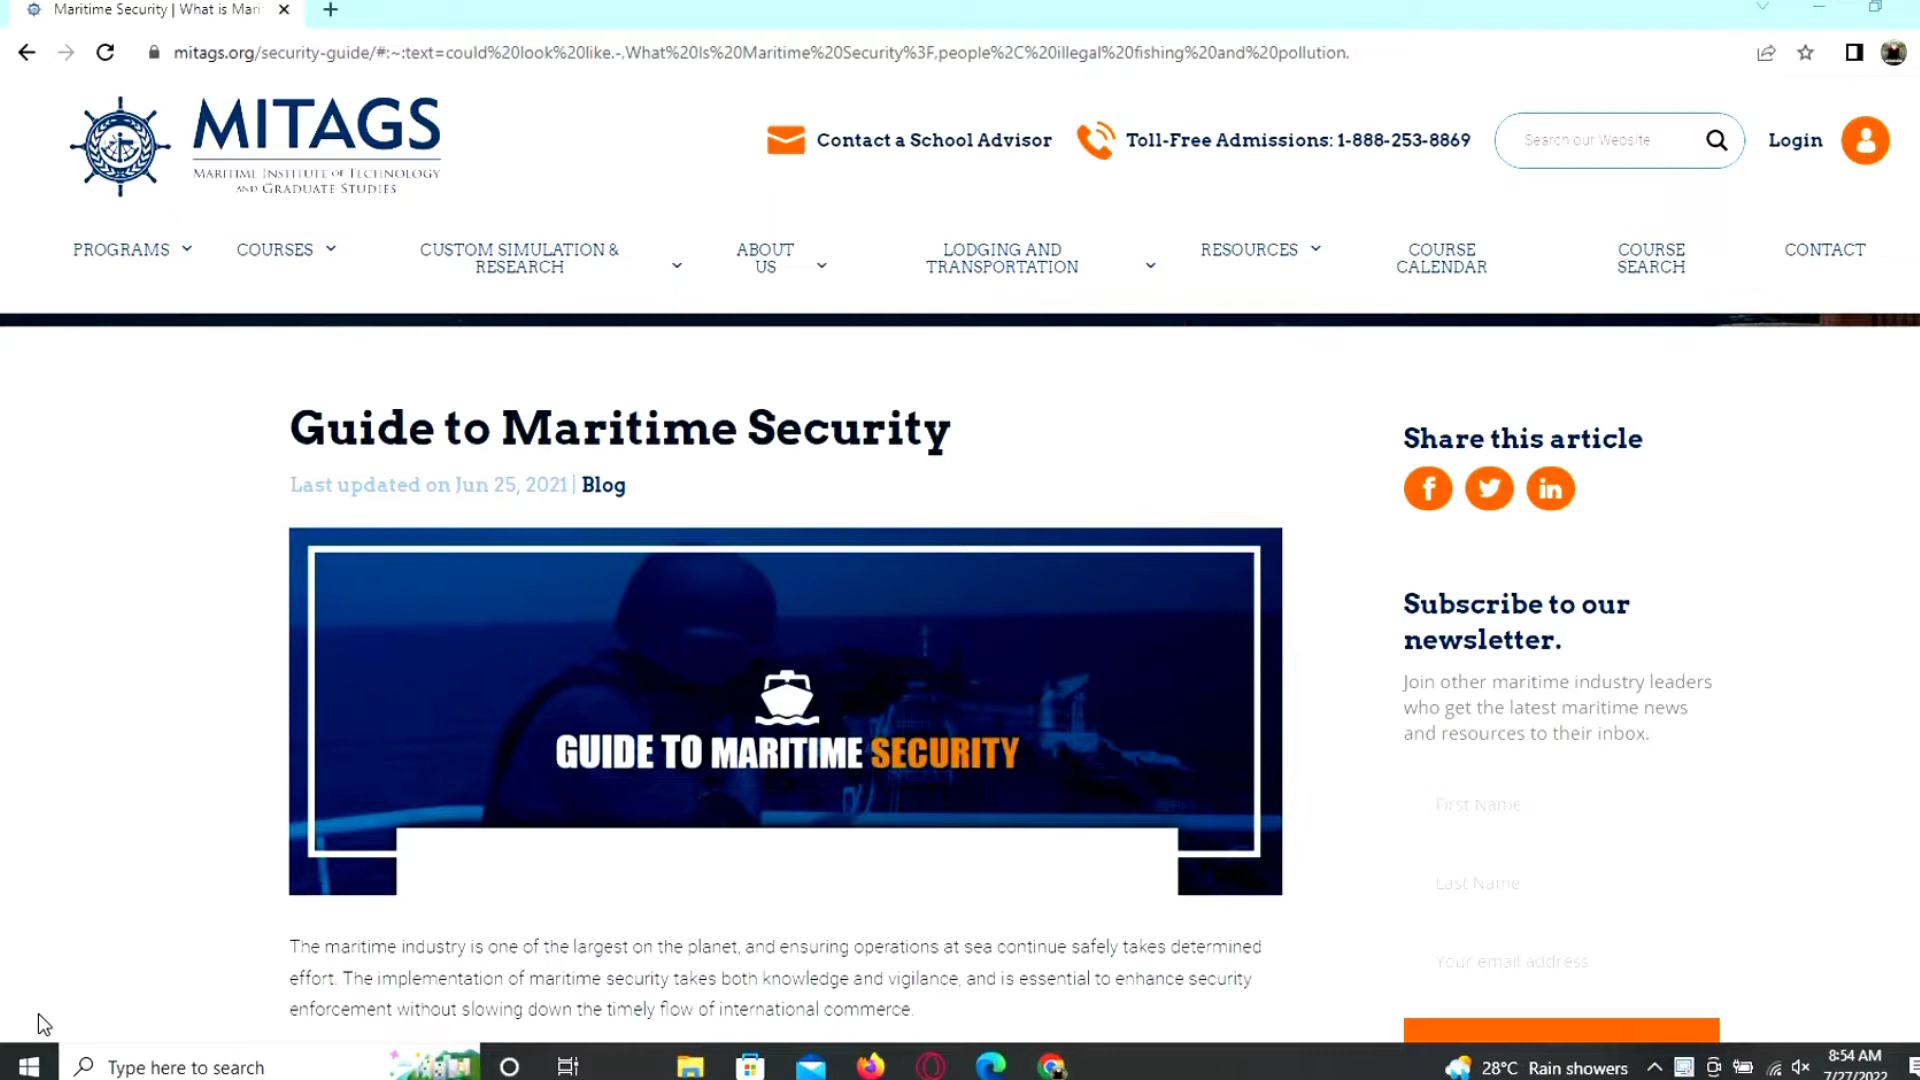 Maritime Security | What is Mari
mitags.org/security-guide/#:~:text=could%20look%20like.-,What%20Is%20Maritime%20Security%3F,people%2C%20illegal%20fishing%20and%20pollution.
MITAGS
MARITIME INSTITUTE OF TECHNOLOGY
AND GRADUATE STUDIES
Contact a School Advisor
Toll-Free Admissions: 1-888-253-8869
Search our Website
Login
PROGRAMS
COURSES
CUSTOM SIMULATION &
RESEARCH
ABOUT
US
LODGING AND
TRANSPORTATION
RESOURCES
COURSE
CALENDAR
COURSE
SEARCH
CONTACT
Guide to Maritime Security
Last updated on Jun 25, 2021 | Blog
GUIDE TO MARITIME SECURITY
The maritime industry is one of the largest on the planet, and ensuring operations at sea continue safely takes determined
effort. The implementation of maritime security takes both knowledge and vigilance, and is essential to enhance security
enforcement without slowing down the timely flow of international commerce.
Share this article
Subscribe to our
newsletter.
Join other maritime industry leaders
who get the latest maritime news
and resources to their inbox.
First Name
Last Name
Your email address
Type here to search
28°C Rain showers
8:54 AM
7/27/2022